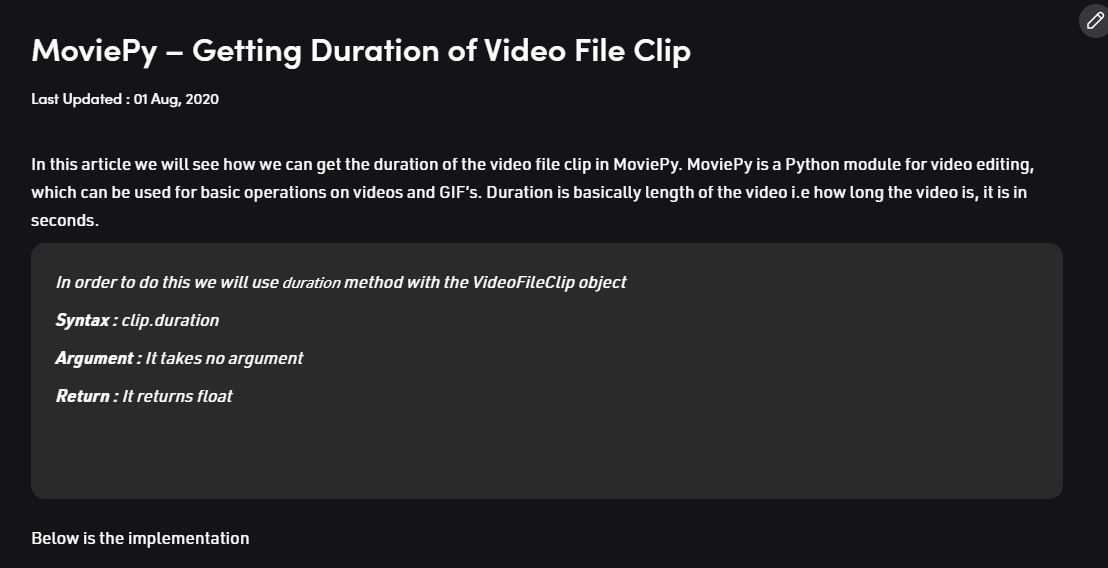 MoviePy – Getting Duration of Video File Clip
Last Updated : 01 Aug, 2020
In this article we will see how we can get the duration of the video file clip in MoviePy. MoviePy is a Python module for video editing,
which can be used for basic operations on videos and GIF’s. Duration is basically length of the video i.e how long the video is, it is in
seconds.
In order to do this we will use duration method with the VideoFileClip object
Syntax : clip.duration
Argument : It takes no argument
Return : It returns float
Below is the implementation